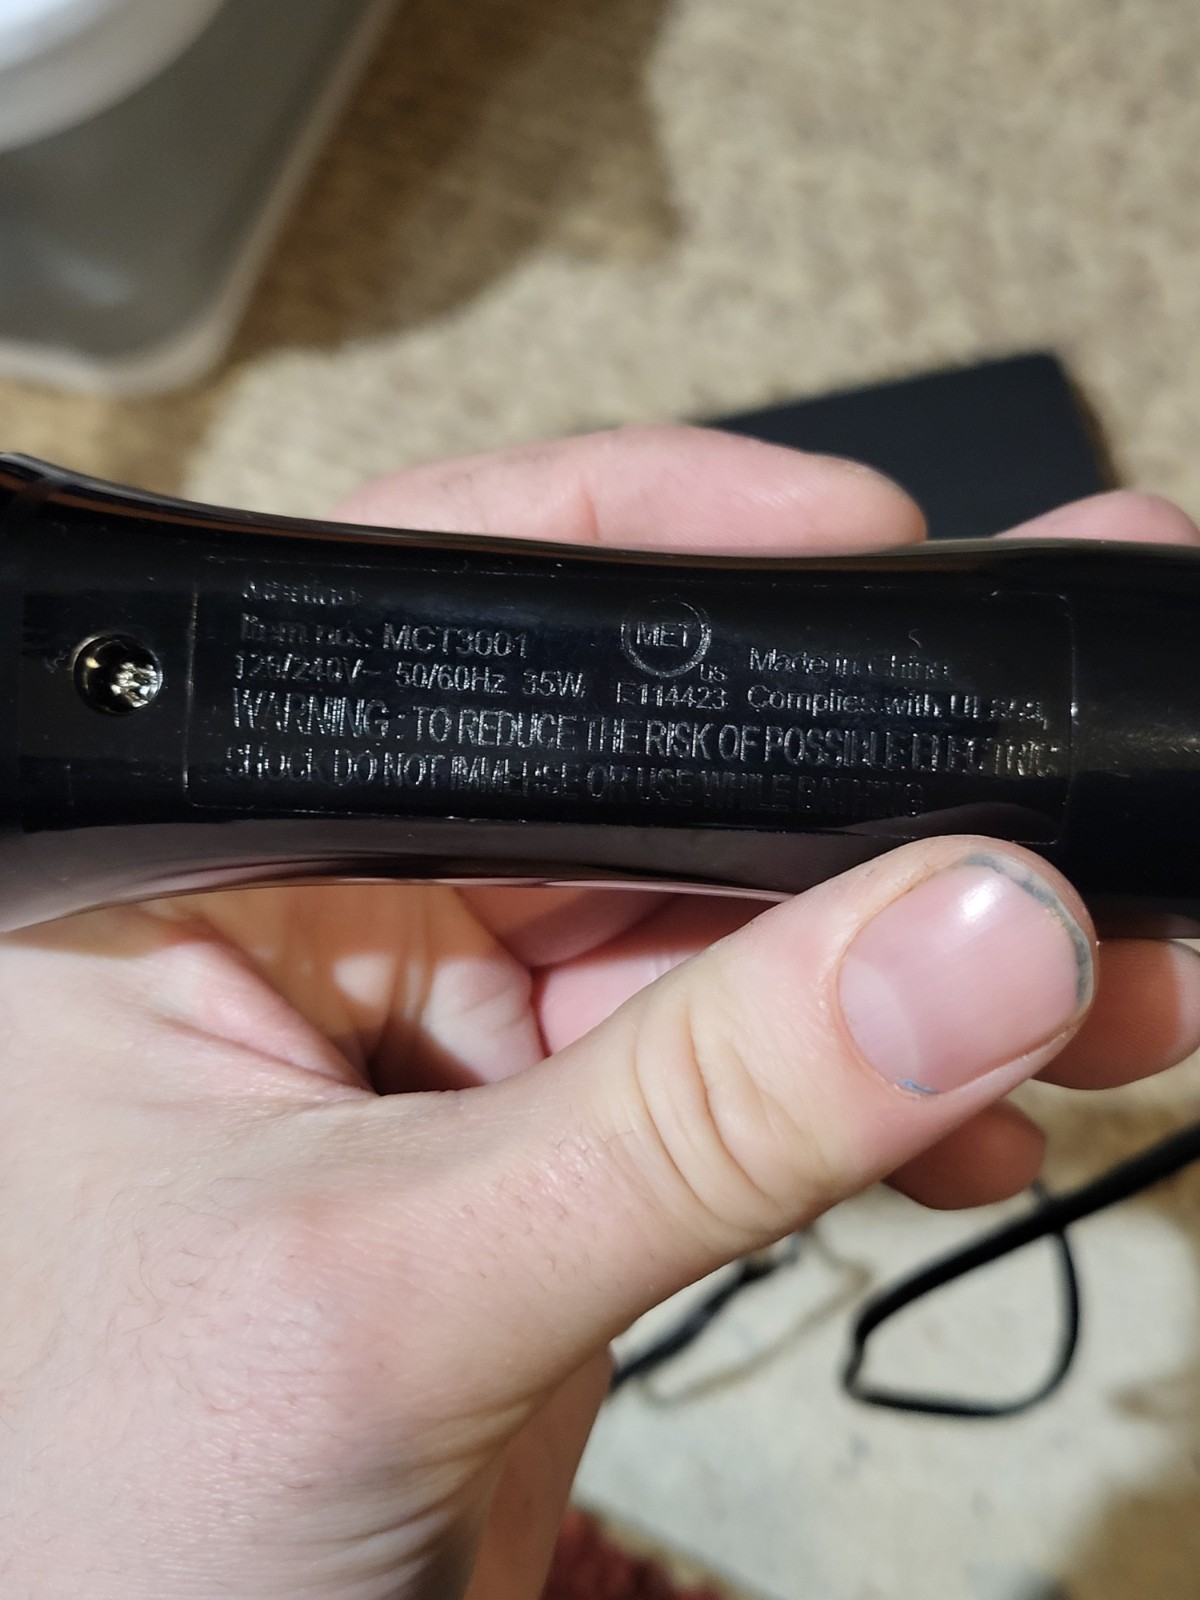 Item no.: MCT3001
120/240V~ 50/60Hz 35W
MET
US
E114423
Made in China
Complies with UL
WARNING: TO REDUCE THE RISK OF POSSIBLE ELECTRIC
SHOCK DO NOT IMMERSE OR USE WHILE BATHING